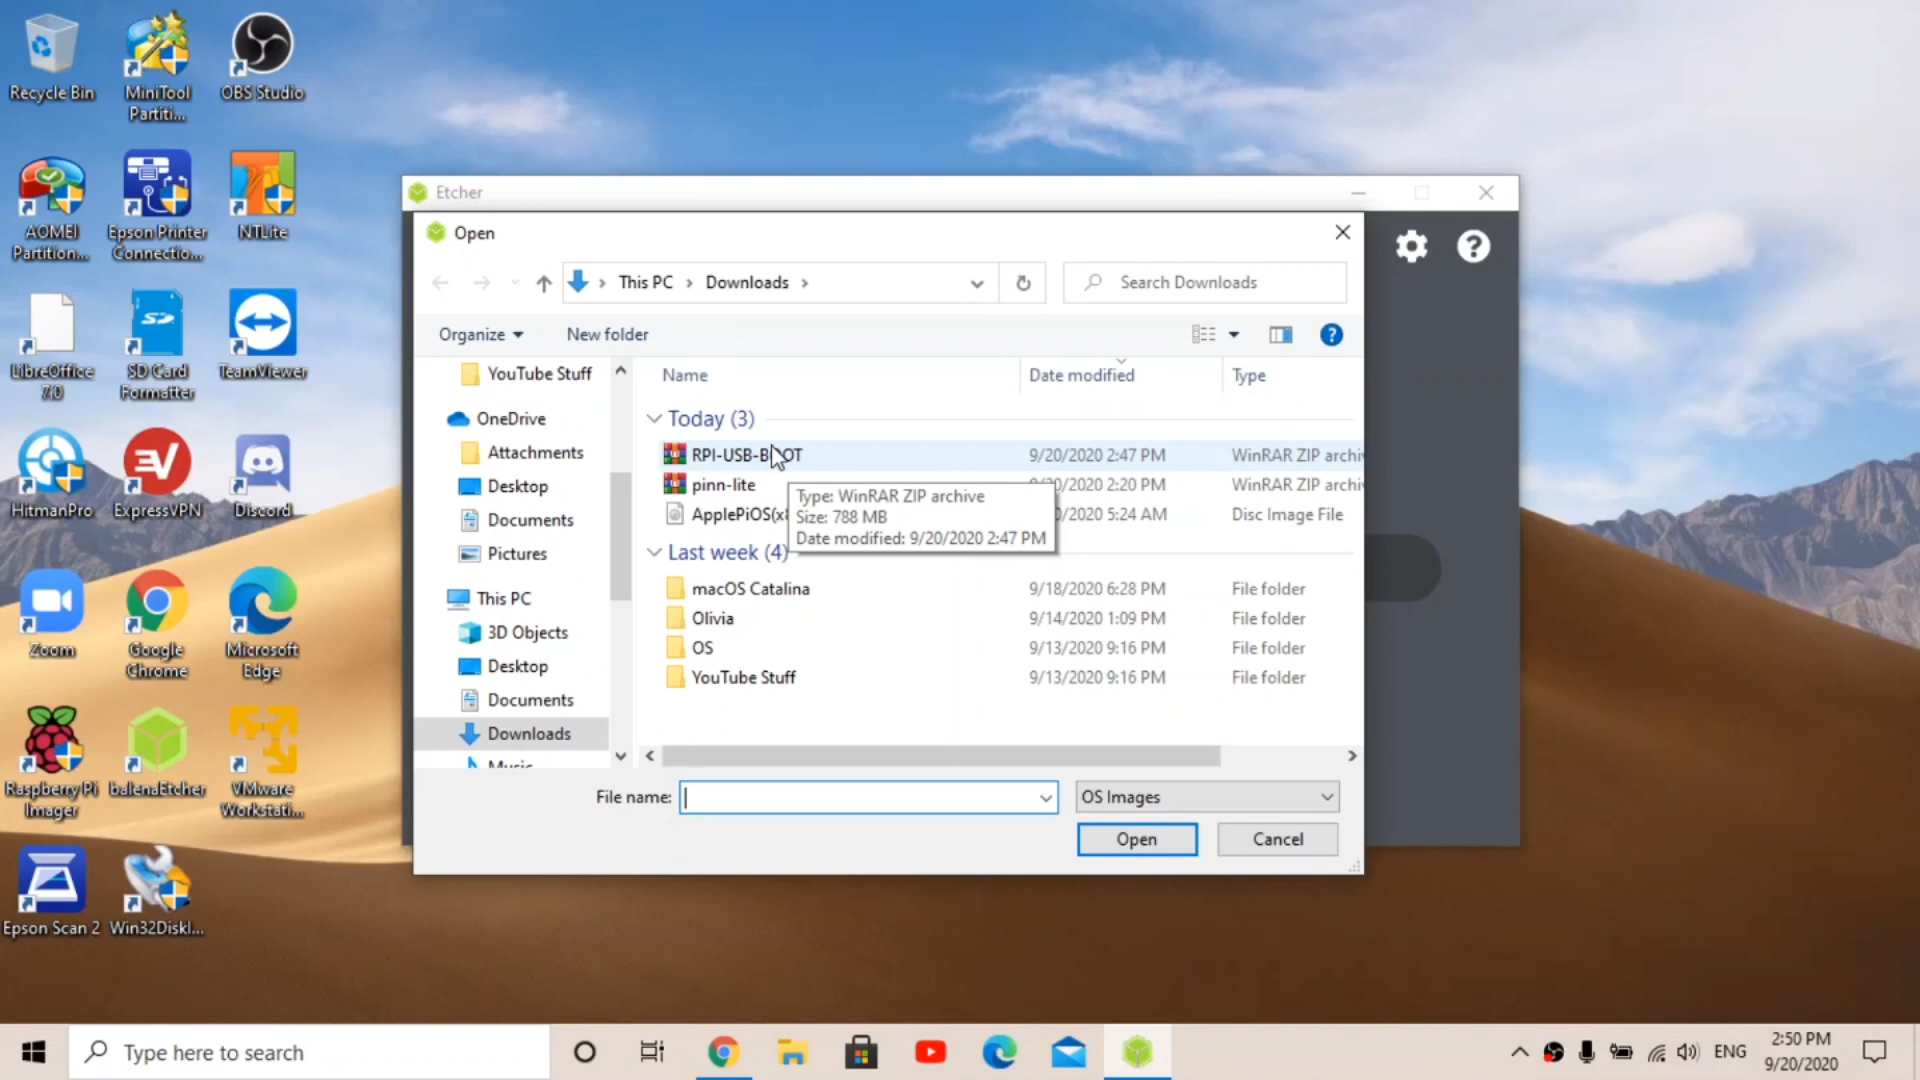 Recycle Bin
MiniTool
Partiti...
OBS Studio
AOMEI
Partition...
Epson Printer
Connectio...
NTLite
LibreOffice
7.0
SD Card
Formatter
TeamViewer
HitmanPro
ExpressVPN
Discord
Zoom
Google
Chrome
Microsoft
Edge
Raspberry Pi
Imager
balenaEtcher
VMware
Workstati...
Epson Scan 2
Win32DiskI...
Etcher
Open
This PC > Downloads >
Search Downloads
Organize
New folder
YouTube Stuff
OneDrive
Attachments
Desktop
Documents
Pictures
This PC
3D Objects
Desktop
Documents
Downloads
Music
Name Date modified Type
Today (3)
RPI-USB-BOOT 9/20/2020 2:47 PM WinRAR ZIP archi
pinn-lite /20/2020 2:20 PM WinRAR ZIP archi
ApplePiOS(x 0/2020 5:24 AM Disc Image File
Type: WinRAR ZIP archive
Size: 788 MB
Date modified: 9/20/2020 2:47 PM
Last week (4)
macOS Catalina 9/18/2020 6:28 PM File folder
Olivia 9/14/2020 1:09 PM File folder
OS 9/13/2020 9:16 PM File folder
YouTube Stuff 9/13/2020 9:16 PM File folder
File name:
OS Images
Open
Cancel
Type here to search
ENG
2:50 PM
9/20/2020